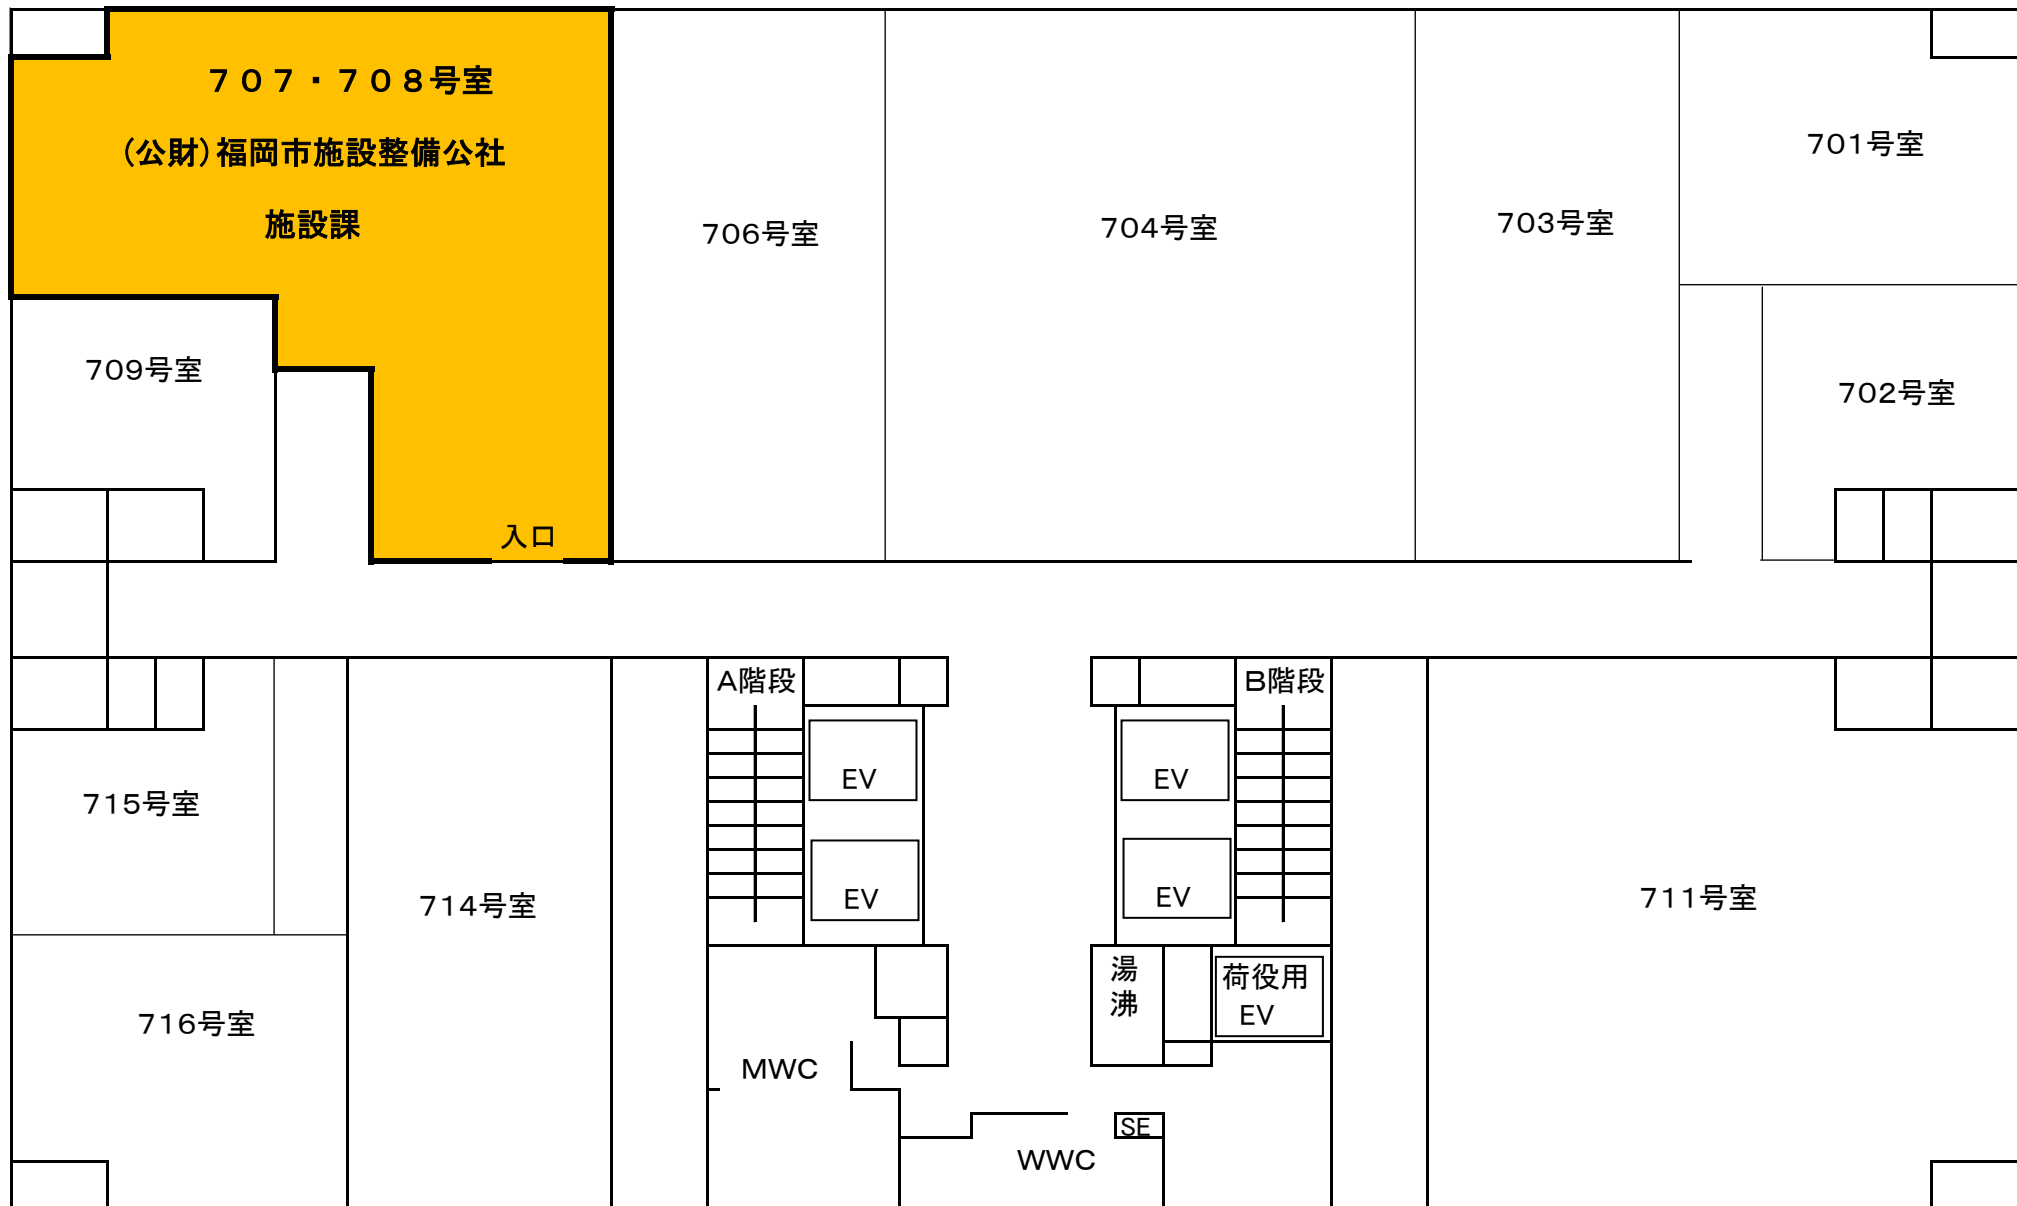 707・708号室
(公財)福岡市施設整備公社
施設課
入口
706号室
704号室
703号室
701号室
702号室
709号室
A階段
B階段
EV
EV
EV
EV
715号室
714号室
711号室
716号室
湯
沸
荷役用
EV
MWC
SE
WWC